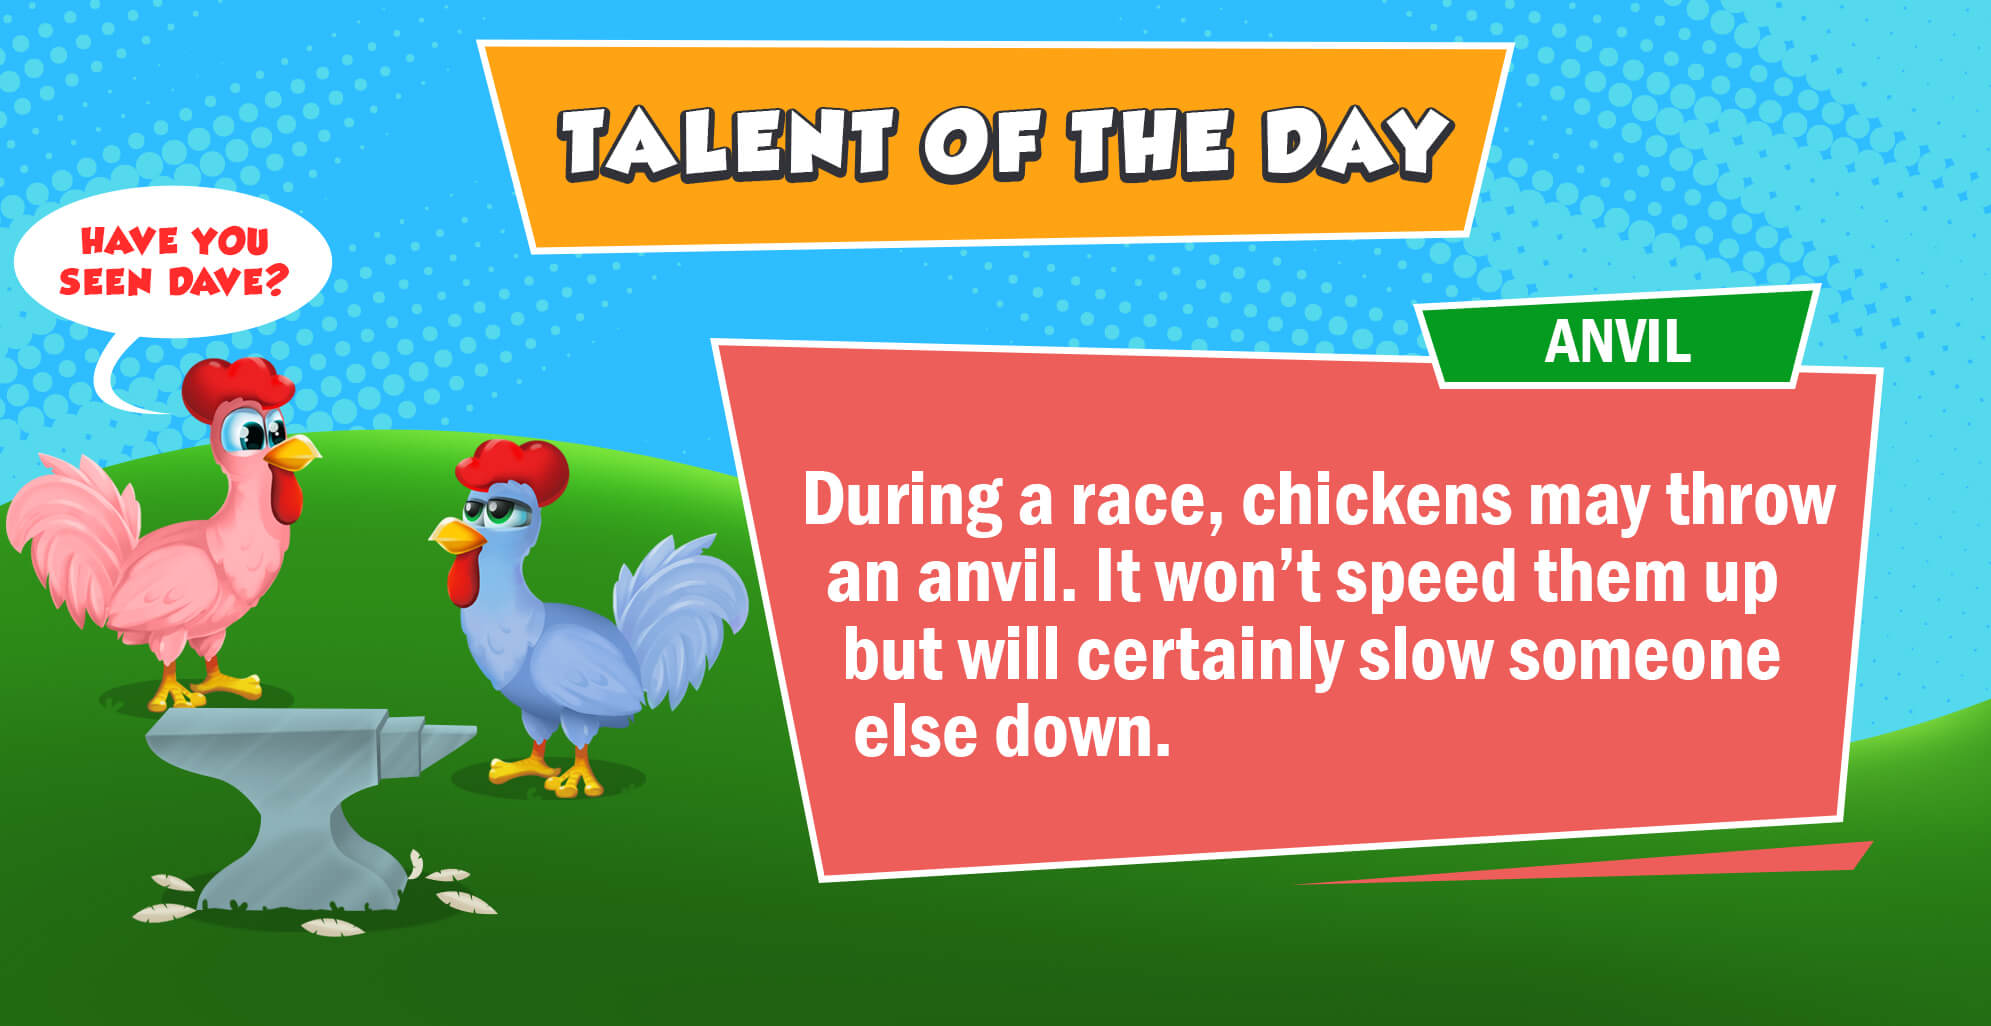 TALENT OF THE DAY
HAVE YOU
SEEN DAVE?
ANVIL
During a race, chickens may throw
an anvil. It won’t speed them up
but will certainly slow someone
else down.